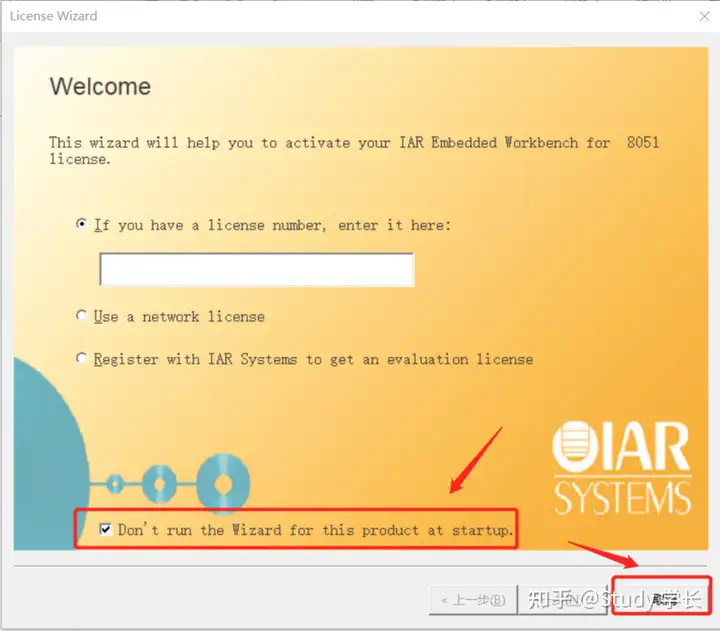 License Wizard
Welcome
This wizard will help you to activate your IAR Embedded Workbench for 8051
license.
If you have a license number, enter it here:
Use a network license
Register with IAR Systems to get an evaluation license
IAR
SYSTEMS
Don't run the Wizard for this product at startup.
< 上一步(B)
取消
知乎 @Study学长